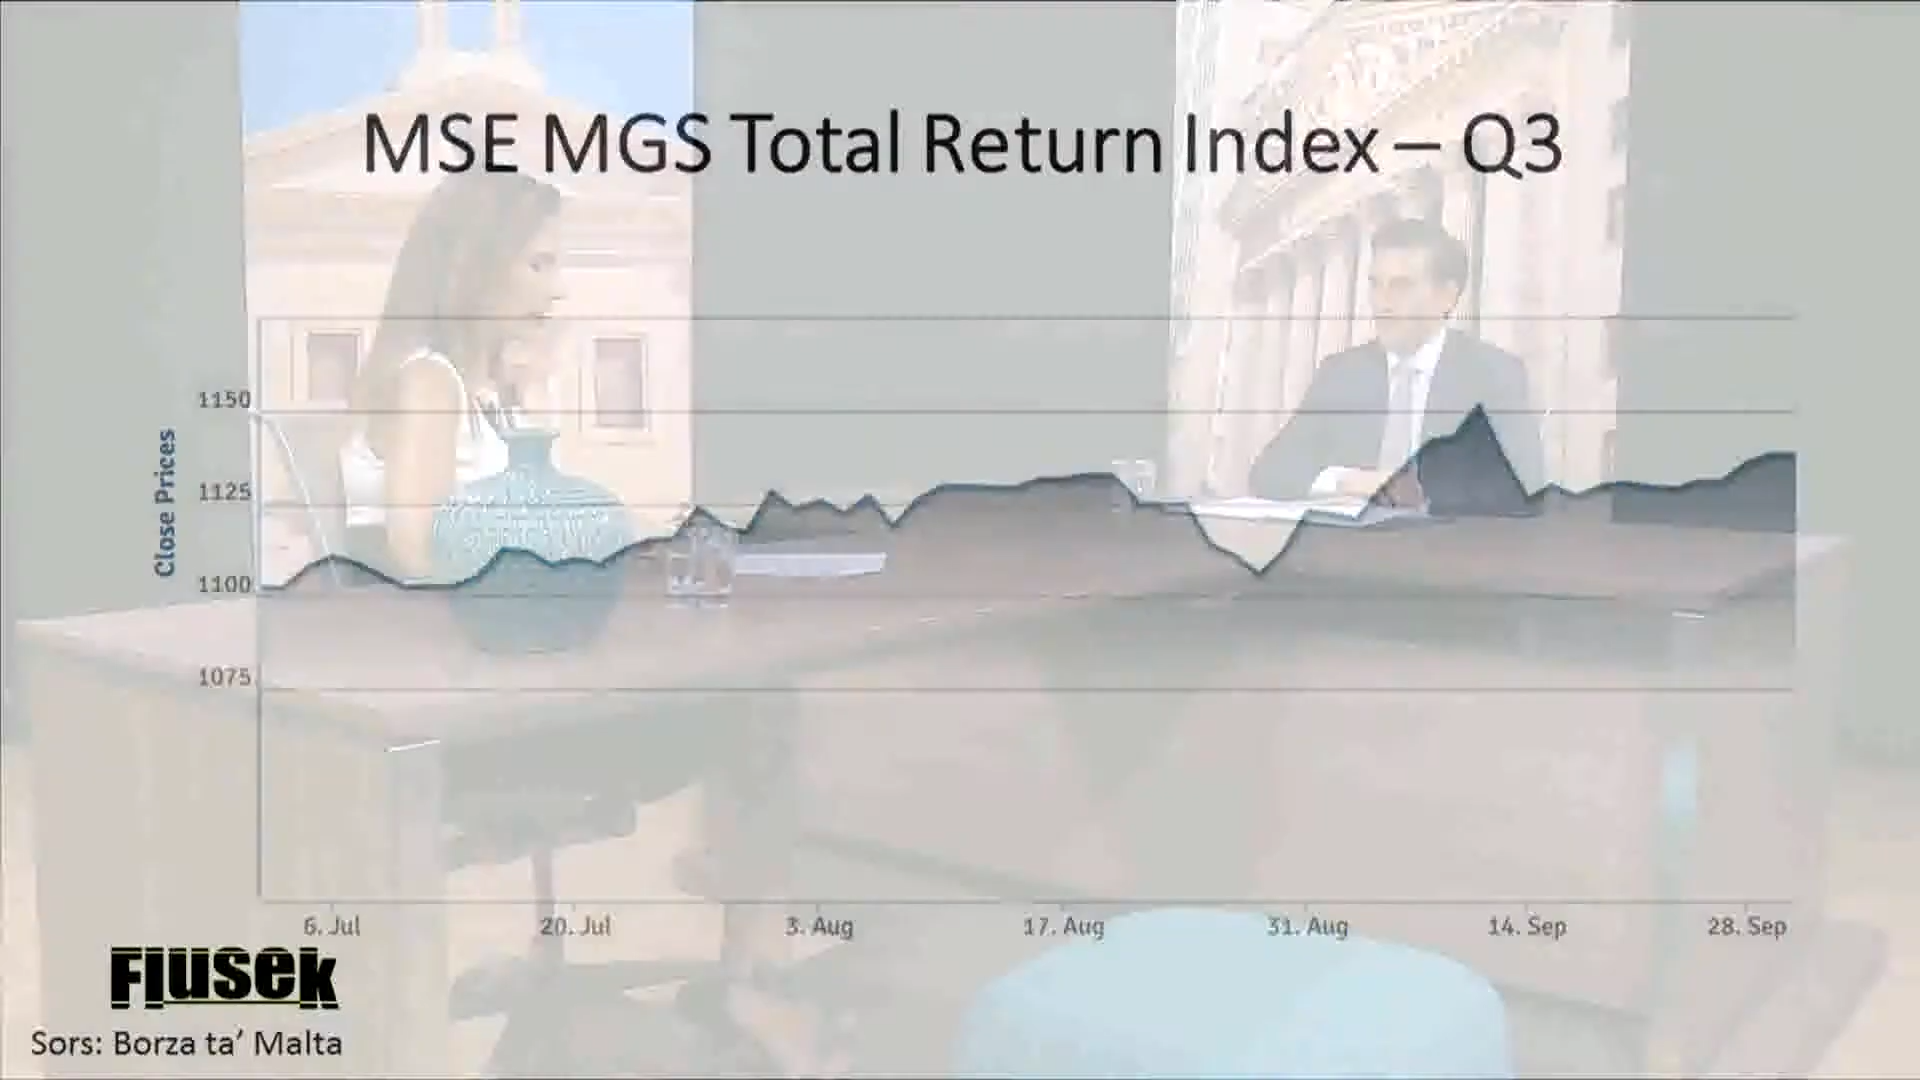 MSE MGS Total Return Index – Q3
1150
1125
1100
1075
Close Prices
6. Jul 20. Jul 3. Aug 17. Aug 31. Aug 14. Sep 28. Sep
Flusek
Sors: Borza ta’ Malta